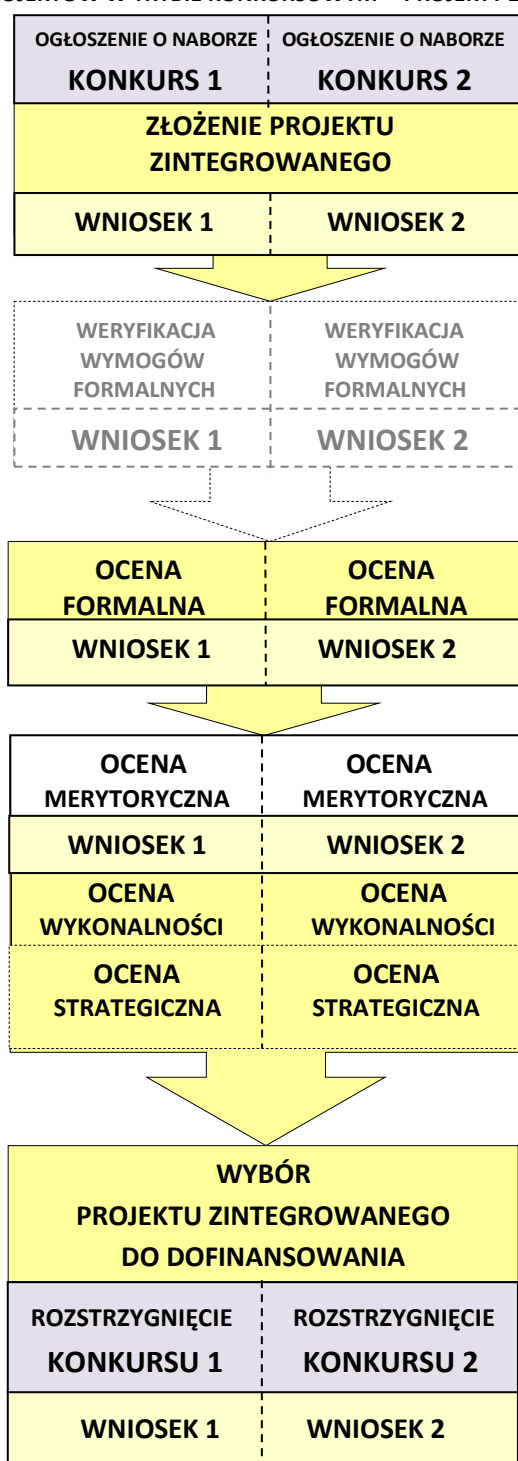 OGŁOSZENIE O NABORZE OGŁOSZENIE O NABORZE
KONKURS 1 KONKURS 2
ZŁOŻENIE PROJEKTU
ZINTEGROWANEGO
WNIOSEK 1 WNIOSEK 2
WERYFIKACJA WERYFIKACJA
WYMOGÓW WYMOGÓW
FORMALNYCH FORMALNYCH
WNIOSEK 1 WNIOSEK 2
OCENA OCENA
FORMALNA FORMALNA
WNIOSEK 1 WNIOSEK 2
OCENA OCENA
MERYTORYCZNA MERYTORYCZNA
WNIOSEK 1 WNIOSEK 2
OCENA OCENA
WYKONALNOŚCI WYKONALNOŚCI
OCENA OCENA
STRATEGICZNA STRATEGICZNA
WYBÓR
PROJEKTU ZINTEGROWANEGO
DO DOFINANSOWANIA
ROZSTRZYGNIĘCIE ROZSTRZYGNIĘCIE
KONKURSU 1 KONKURSU 2
WNIOSEK 1 WNIOSEK 2